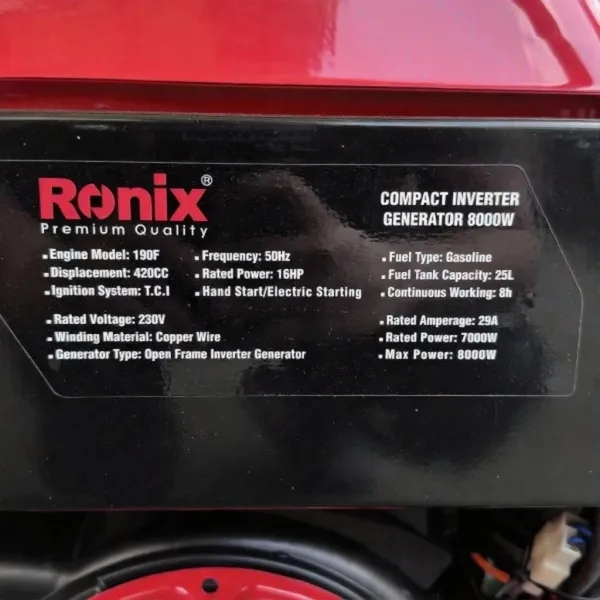 Ronix®
Premium Quality
COMPACT INVERTER
GENERATOR 8000W
Engine Model: 190F
Displacement: 420CC
Ignition System: T.C.I
Frequency: 50Hz
Rated Power: 16HP
Hand Start/Electric Starting
Fuel Type: Gasoline
Fuel Tank Capacity: 25L
Continuous Working: 8h
Rated Voltage: 230V
Winding Material: Copper Wire
Generator Type: Open Frame Inverter Generator
Rated Amperage: 29A
Rated Power: 7000W
Max Power: 8000W